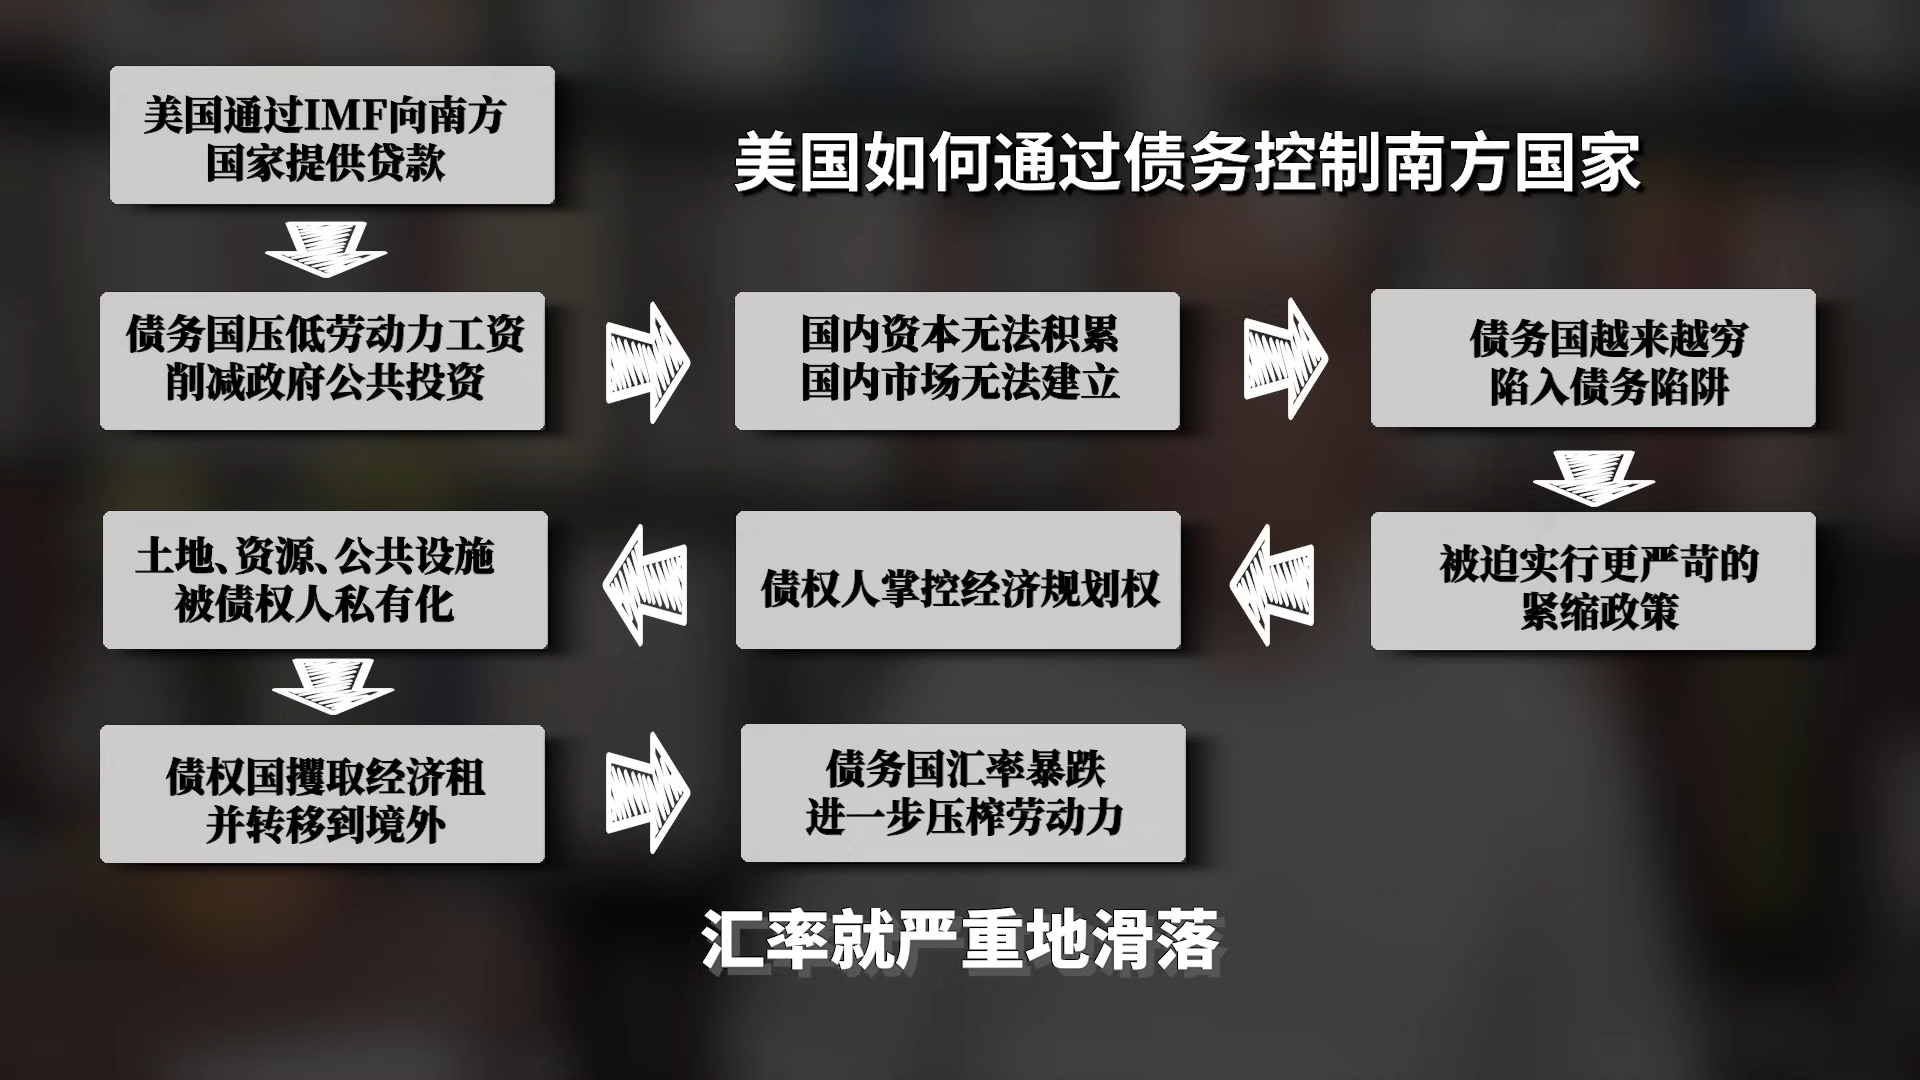 美国通过IMF向南方
国家提供贷款
美国如何通过债务控制南方国家
债务国压低劳动力工资
削减政府公共投资
国内资本无法积累
国内市场无法建立
债务国越来越穷
陷入债务陷阱
被迫实行更严苛的
紧缩政策
债权人掌控经济规划权
土地、资源、公共设施
被债权人私有化
债权国攫取经济租
并转移到境外
债务国汇率暴跌
进一步压榨劳动力
汇率就严重地滑落